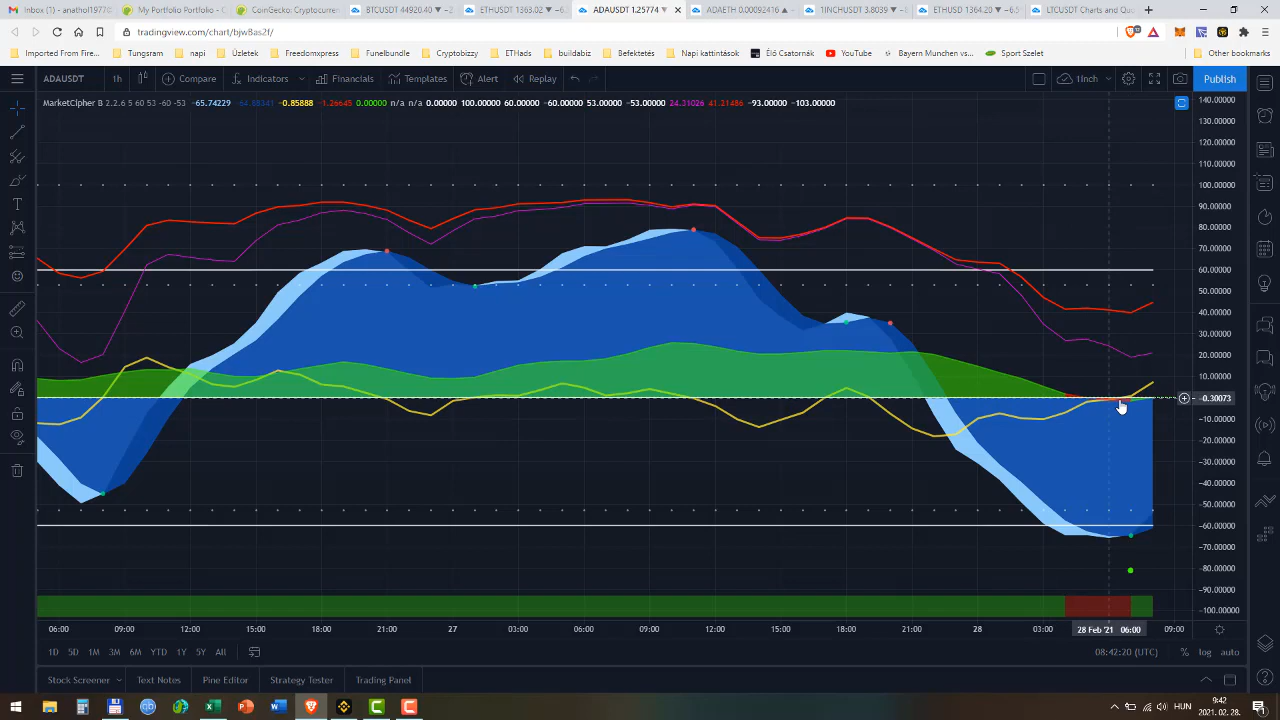 Inbox (1) - anathol1977@
My Portfolio Portfolio - C
CoinGecko: Cryptocurren
BTCUSDT 44920.40 ▼ −2
ETHUSDT 1363.02 ▼ −6.
ADAUSDT 1.25774 ▼
ADAETH 0.00092416 ▲
1INCHUSDT 3.8039 ▼
ETHUST 1364.20 ▼ −6.5
LTCUSDT Charts and Quo
tradingview.com/chart/bjwBas2f/
Imported From Fire...
Tungsram
napi
Üzletek
Freedomxpress
Funelbundle
Cryptobizzy
ETHads
buildabiz
Befektetés
Napi kattintások
Élő Csatornák
YouTube
Bayern Munchen vs...
Sport Szelet
Other bookmarks
ADAUSDT
1h
Compare
Indicators
Financials
Templates
Alert
Replay
1Inch
Publish
MarketCipher B 2.2.6 5 60 53 -60 -53 −65.74229 −0.85888 −1.26645 0.00000 n/a n/a 0.00000 100.00000 60.00000 −60.00000 53.00000 −53.00000 24.31026 41.21486 −93.00000 −103.00000
140.00000
130.00000
120.00000
110.00000
100.00000
90.00000
80.00000
70.00000
60.00000
50.00000
40.00000
30.00000
20.00000
10.00000
−0.30073
−10.00000
−20.00000
−30.00000
−40.00000
−50.00000
−60.00000
−70.00000
−80.00000
−90.00000
−100.00000
06:00 09:00 12:00 15:00 18:00 21:00 27 03:00 06:00 09:00 12:00 15:00 18:00 21:00 28 03:00 28 Feb '21 06:00 09:00
1D 5D 1M 3M 6M YTD 1Y 5Y All
08:42:20 (UTC)
% log auto
Stock Screener
Text Notes
Pine Editor
Strategy Tester
Trading Panel
HUN
9:42
2021. 02. 28.